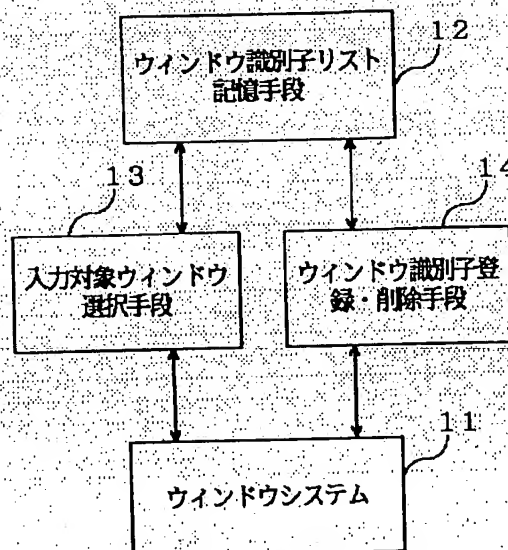 12
ウィンドウ識別子リスト
記憶手段
13
14
入力対象ウィンドウ
選択手段
ウィンドウ識別子登
録・削除手段
11
ウィンドウシステム